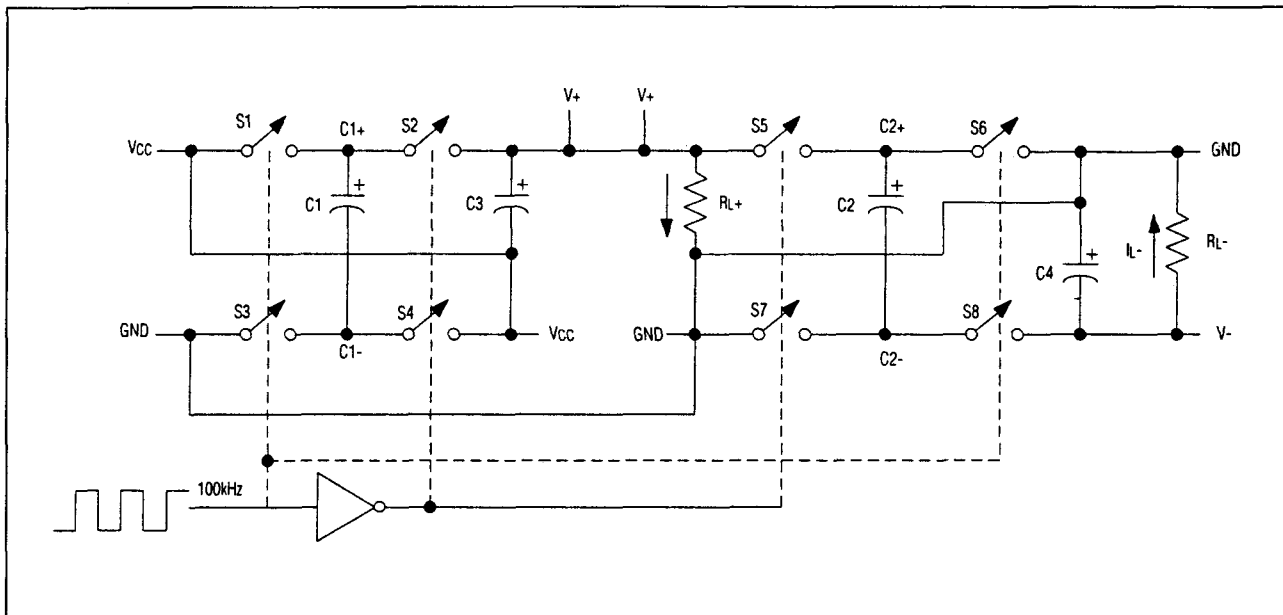 V+ V+
S1 C1+ S2 S5 C2+ S6
VCC GND
C1 C3 RL+ C2 C4 IL- RL-
S3 S4 S7 S8
GND VCC GND V-
C1- C2-
100kHz
+ + + +